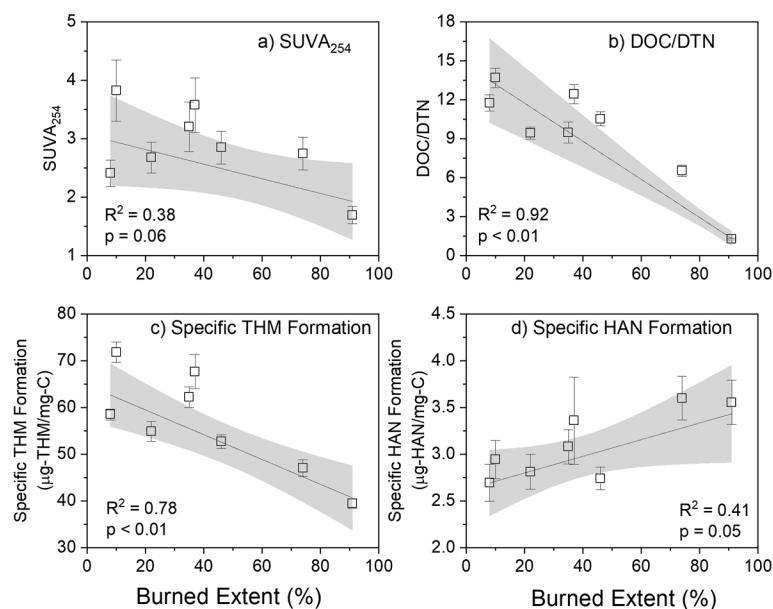 a) SUVA254
SUVA254
5
4
3
2
1
R2 = 0.38
p = 0.06
0 20 40 60 80 100
b) DOC/DTN
DOC/DTN
18
15
12
9
6
3
0
R2 = 0.92
p < 0.01
0 20 40 60 80 100
c) Specific THM Formation
Specific THM Formation
(μg-THM/mg-C)
80
70
60
50
40
30
R2 = 0.78
p < 0.01
0 20 40 60 80 100
Burned Extent (%)
d) Specific HAN Formation
Specific HAN Formation
(μg-HAN/mg-C)
4.5
4.0
3.5
3.0
2.5
2.0
R2 = 0.41
p = 0.05
0 20 40 60 80 100
Burned Extent (%)